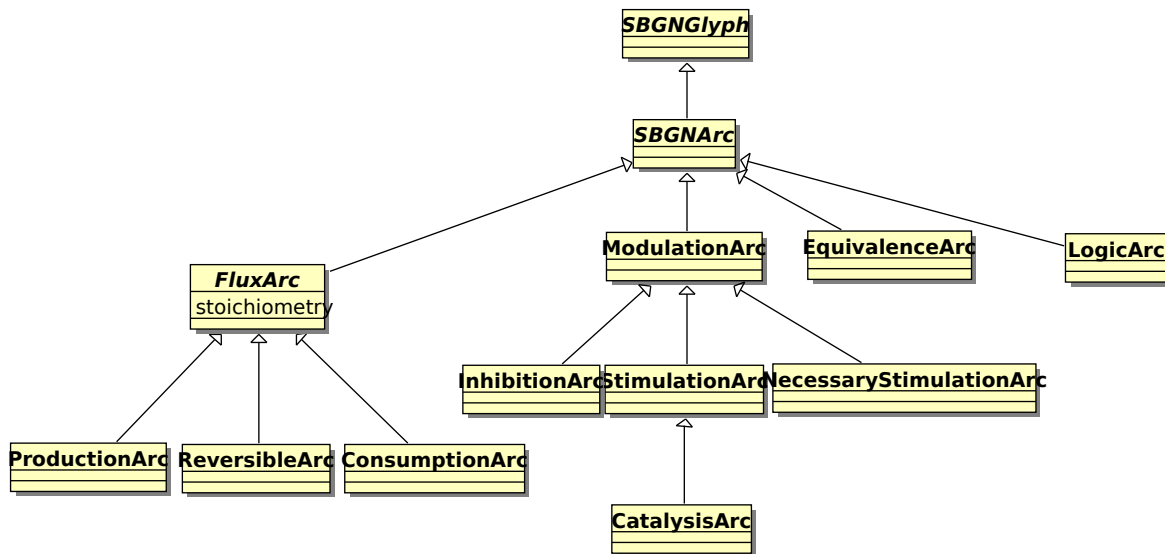 SBGNGlyph
SBGNArc
ModulationArc
EquivalenceArc
LogicArc
FluxArc
stoichiometry
InhibitionArc
StimulationArc
NecessaryStimulationArc
ProductionArc
ReversibleArc
ConsumptionArc
CatalysisArc